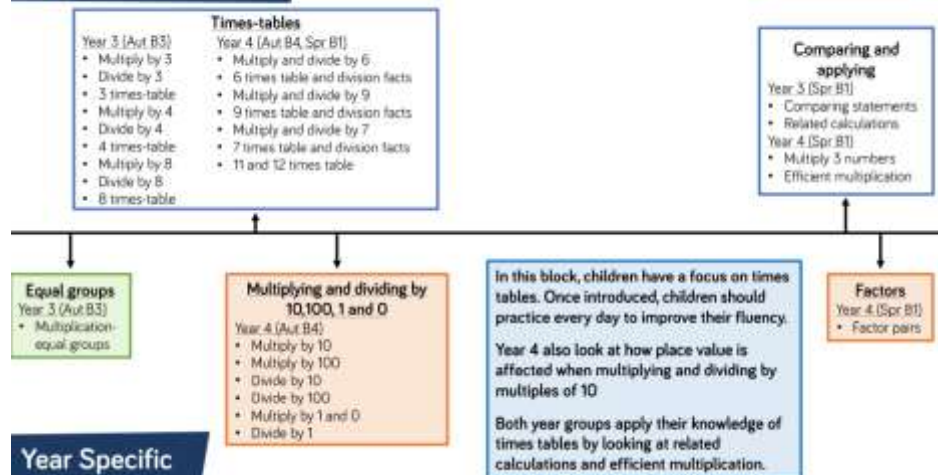 Times-tables
Year 3 (Aut B3)
• Multiply by 3
• Divide by 3
• 3 times-table
• Multiply by 4
• Divide by 4
• 4 times-table
• Multiply by 8
• Divide by 8
• 8 times-table
Year 4 (Aut B4, Spr B1)
• Multiply and divide by 6
• 6 times table and division facts
• Multiply and divide by 9
• 9 times table and division facts
• Multiply and divide by 7
• 7 times table and division facts
• 11 and 12 times table
Comparing and
applying
Year 3 (Spr B1)
• Comparing statements
• Related calculations
Year 4 (Spr B1)
• Multiply 3 numbers
• Efficient multiplication
Equal groups
Year 3 (Aut B3)
• Multiplication-
equal groups
Multiplying and dividing by
10,100, 1 and 0
Year 4 (Aut B4)
• Multiply by 10
• Multiply by 100
• Divide by 10
• Divide by 100
• Multiply by 1 and 0
• Divide by 1
In this block, children have a focus on times
tables. Once introduced, children should
practice every day to improve their fluency.
Year 4 also look at how place value is
affected when multiplying and dividing by
multiples of 10
Both year groups apply their knowledge of
times tables by looking at related
calculations and efficient multiplication.
Factors
Year 4 (Spr B1)
• Factor pairs
Year Specific